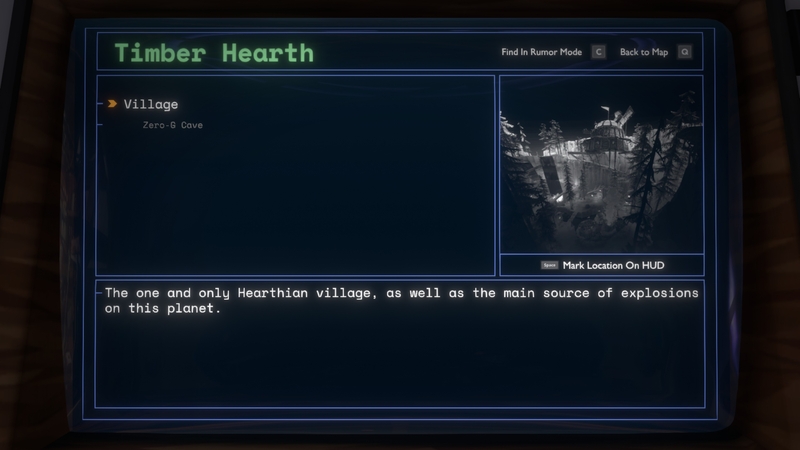 Timber Hearth
Find In Rumor Mode C Back to Map Q
Village
Zero-G Cave
Space Mark Location On HUD
The one and only Hearthian village, as well as the main source of explosions
on this planet.